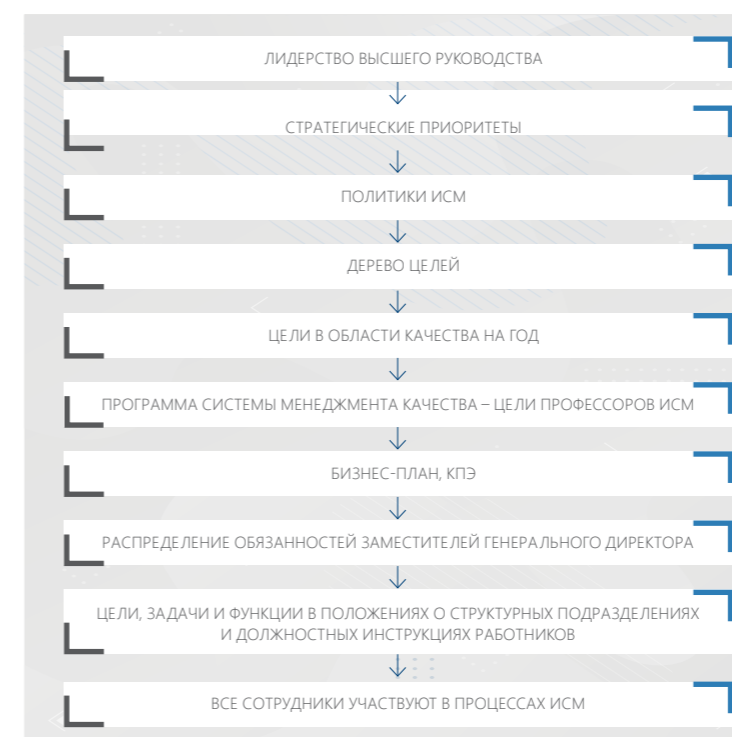 ЛИДЕРСТВО ВЫСШЕГО РУКОВОДСТВА
СТРАТЕГИЧЕСКИЕ ПРИОРИТЕТЫ
ПОЛИТИКИ ИСМ
ДЕРЕВО ЦЕЛЕЙ
ЦЕЛИ В ОБЛАСТИ КАЧЕСТВА НА ГОД
ПРОГРАММА СИСТЕМЫ МЕНЕДЖМЕНТА КАЧЕСТВА – ЦЕЛИ ПРОФЕССОРОВ ИСМ
БИЗНЕС-ПЛАН, КПЭ
РАСПРЕДЕЛЕНИЕ ОБЯЗАННОСТЕЙ ЗАМЕСТИТЕЛЕЙ ГЕНЕРАЛЬНОГО ДИРЕКТОРА
ЦЕЛИ, ЗАДАЧИ И ФУНКЦИИ В ПОЛОЖЕНИЯХ О СТРУКТУРНЫХ ПОДРАЗДЕЛЕНИЯХ
И ДОЛЖНОСТНЫХ ИНСТРУКЦИЯХ РАБОТНИКОВ
ВСЕ СОТРУДНИКИ УЧАСТВУЮТ В ПРОЦЕССАХ ИСМ